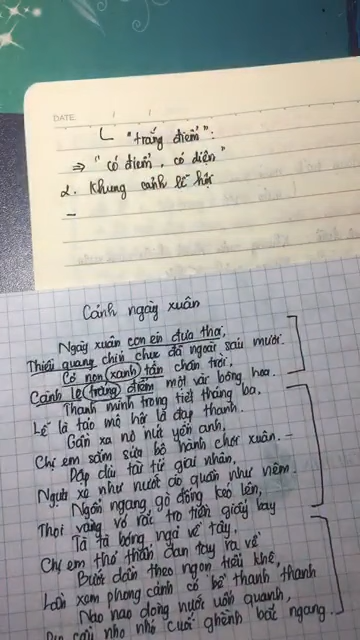 DATE
"trắng điểm":
⇒ "có điểm, có diện"
2. Khung cảnh lễ hội
-
Cảnh ngày xuân
Ngày xuân con én đưa thoi,
Thiều quang chín chục đã ngoài sáu mươi.
Cỏ non xanh tận chân trời,
Cành lê trắng điểm một vài bông hoa.
Thanh minh trong tiết tháng ba,
Lễ là tảo mộ hội là đạp thanh.
Gần xa nô nức yến anh,
Chị em sắm sửa bộ hành chơi xuân.
Dập dìu tài tử giai nhân,
Ngựa xe như nước áo quần như nêm.
Ngổn ngang gò đống kéo lên,
Thoi vàng vó rắc tro tiền giấy bay
Tà tà bóng ngả về tây,
Chị em thơ thẩn dan tay ra về
Bước dần theo ngọn tiểu khê,
Lần xem phong cảnh có bề thanh thanh
Nao nao dòng nước uốn quanh,
Dịp cầu nho nhỏ cuối ghềnh bắc ngang.